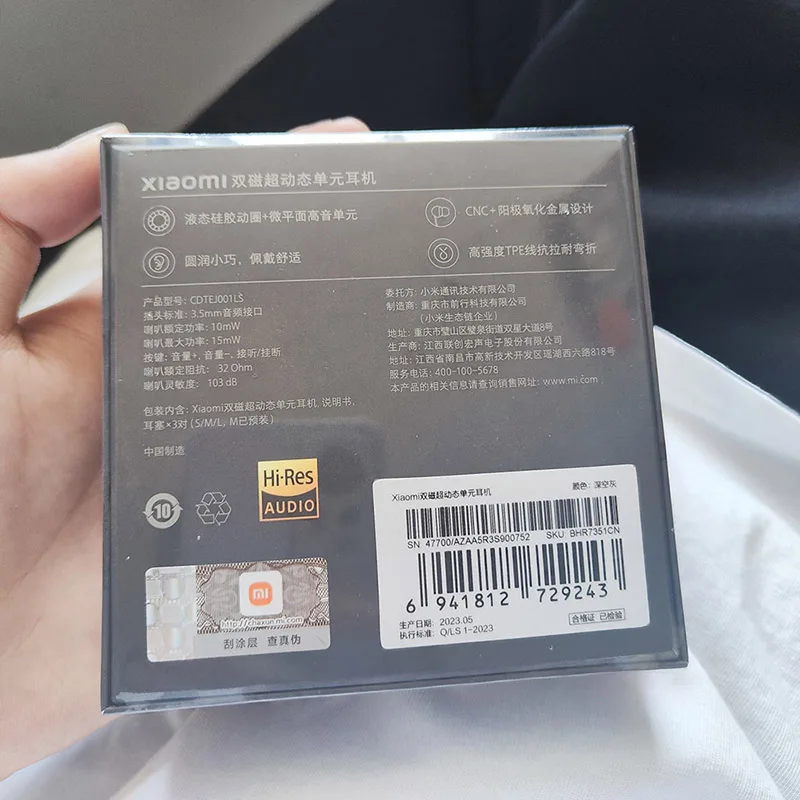 xiaomi 双磁超动态单元耳机
液态硅胶动圈+微平面高音单元
CNC+阳极氧化金属设计
圆润小巧，佩戴舒适
高强度TPE线抗拉耐弯折
产品型号: CDTEJ001LS
插头标准: 3.5mm音频接口
喇叭额定功率: 10mW
喇叭最大功率: 15mW
按键: 音量+, 音量-, 接听/挂断
喇叭额定阻抗: 32 Ohm
喇叭灵敏度: 103 dB
包装内含: Xiaomi双磁超动态单元耳机, 说明书,
耳塞×3对 (S/M/L, M已预装)
中国制造
委托方: 小米通讯技术有限公司
制造商: 重庆市前行科技有限公司
(小米生态链企业)
地址: 重庆市璧山区璧泉街道双星大道8号
生产商: 江西联创宏声电子股份有限公司
地址: 江西省南昌市高新技术开发区瑶湖西六路818号
服务电话: 400-100-5678
本产品的相关信息请查询销售网址: www.mi.com
10
Hi-Res
AUDIO
mi
http://chaxun.mi.com
刮涂层 查真伪
Xiaomi双磁超动态单元耳机 颜色: 深空灰
SN 47700/AZAA5R3S900752 SKU: BHR7351CN
6 941812 729243
生产日期: 2023.05
执行标准: Q/LS 1-2023
合格证 已检验